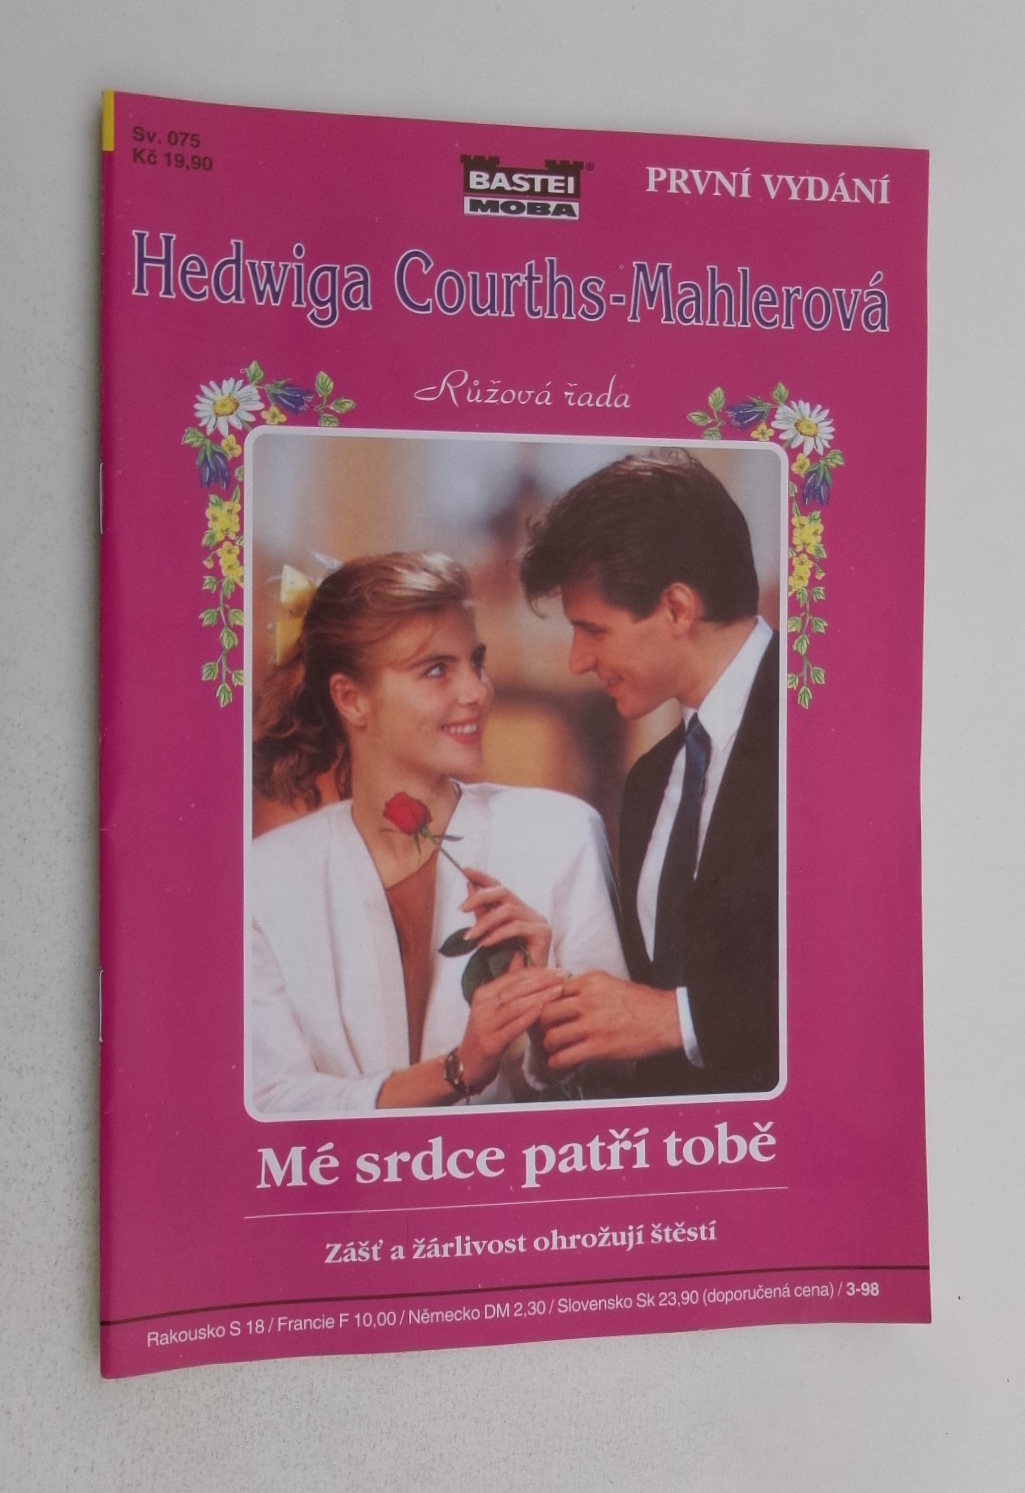 Sv. 075
Kč 19,90
BASTEI®
MOBA
PRVNÍ VYDÁNÍ
Hedwiga Courths-Mahlerová
Růžová řada
Mé srdce patří tobě
Zášť a žárlivost ohrožují štěstí
Rakousko S 18 / Francie F 10,00 / Německo DM 2,30 / Slovensko Sk 23,90 (doporučená cena) / 3-98